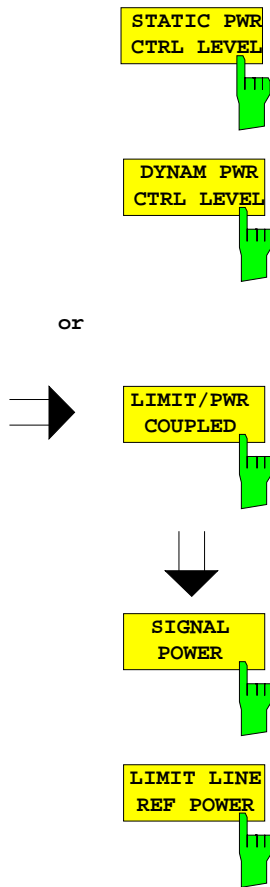 STATIC PWR
CTRL LEVEL
DYNAM PWR
CTRL LEVEL
or
LIMIT/PWR
COUPLED
SIGNAL
POWER
LIMIT LINE
REF POWER